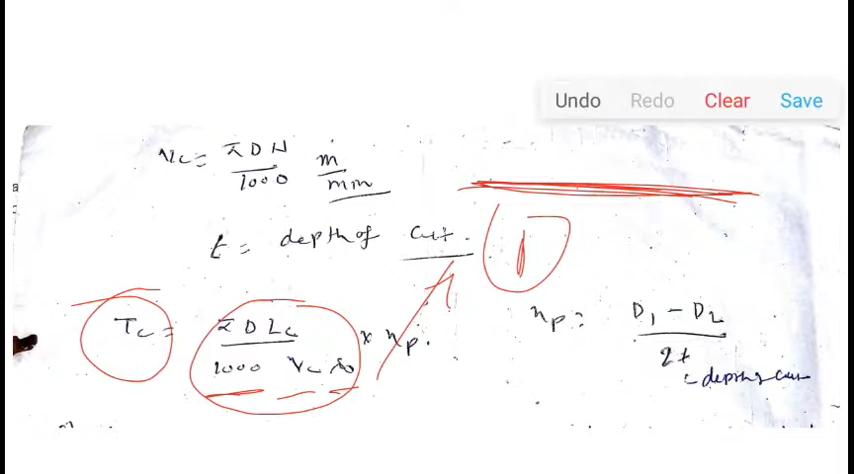 Undo Redo Clear Save
Vc = πDN/1000 m/min
t = depth of cut.
Tc = πDLc/1000 Vc So × np.
np = D1 - D2/2t
= depth of cut